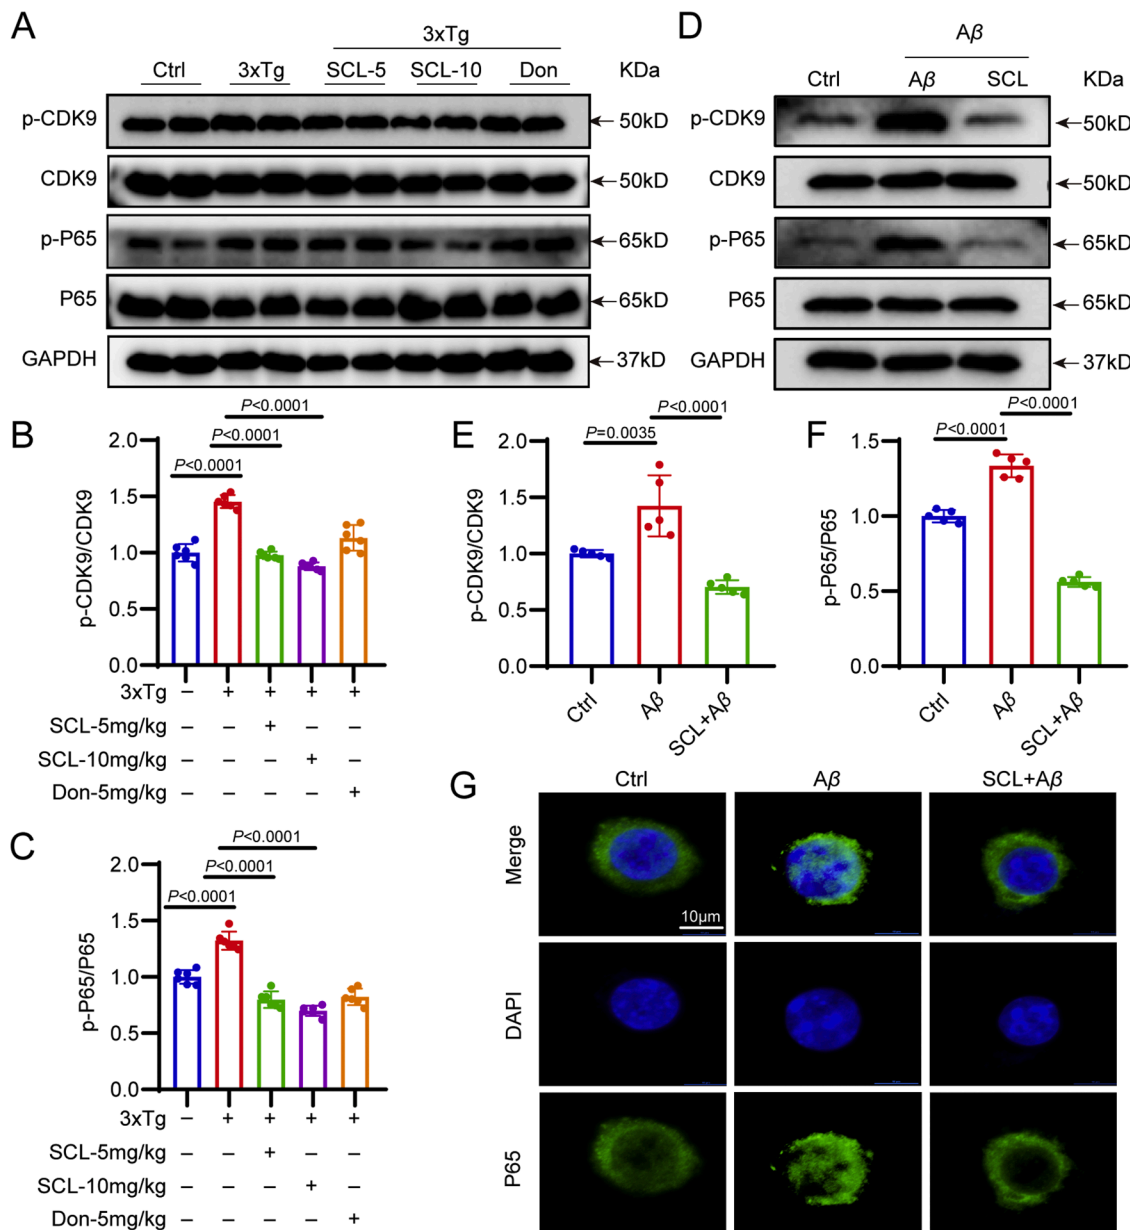 A
3xTg
Ctrl 3xTg SCL-5 SCL-10 Don KDa
p-CDK9 50kD
CDK9 50kD
p-P65 65kD
P65 65kD
GAPDH 37kD
D
Aβ
Ctrl Aβ SCL KDa
p-CDK9 50kD
CDK9 50kD
p-P65 65kD
P65 65kD
GAPDH 37kD
B
p-CDK9/CDK9
2.0
1.5
1.0
0.5
0.0
P<0.0001
P<0.0001
P<0.0001
3xTg − + + + +
SCL-5mg/kg − − + − −
SCL-10mg/kg − − − + −
Don-5mg/kg − − − − +
E
p-CDK9/CDK9
2.0
1.5
1.0
0.5
0.0
P<0.0001
P=0.0035
Ctrl
Aβ
SCL+Aβ
F
p-P65/P65
1.5
1.0
0.5
0.0
P<0.0001
P<0.0001
Ctrl
Aβ
SCL+Aβ
C
p-P65/P65
2.0
1.5
1.0
0.5
0.0
P<0.0001
P<0.0001
P<0.0001
3xTg − + + + +
SCL-5mg/kg − − + − −
SCL-10mg/kg − − − + −
Don-5mg/kg − − − − +
G
Ctrl Aβ SCL+Aβ
Merge
10μm
DAPI
P65